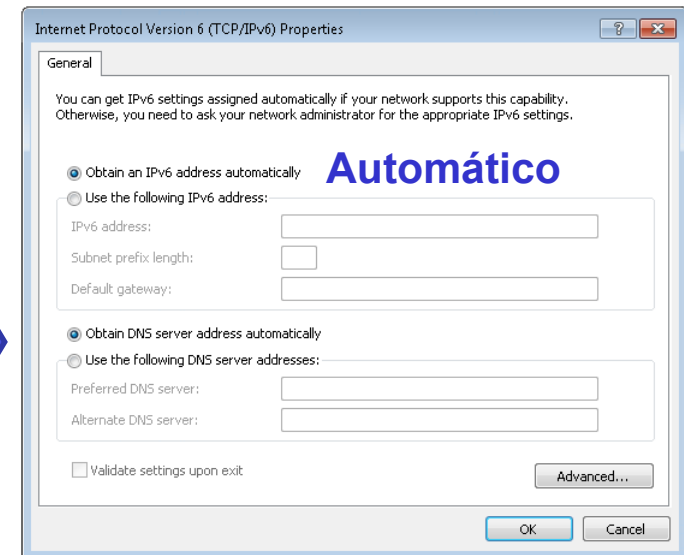 Internet Protocol Version 6 (TCP/IPv6) Properties
General
You can get IPv6 settings assigned automatically if your network supports this capability.
Otherwise, you need to ask your network administrator for the appropriate IPv6 settings.
Obtain an IPv6 address automatically
Automático
Use the following IPv6 address:
IPv6 address:
Subnet prefix length:
Default gateway:
Obtain DNS server address automatically
Use the following DNS server addresses:
Preferred DNS server:
Alternate DNS server:
Validate settings upon exit
Advanced...
OK
Cancel